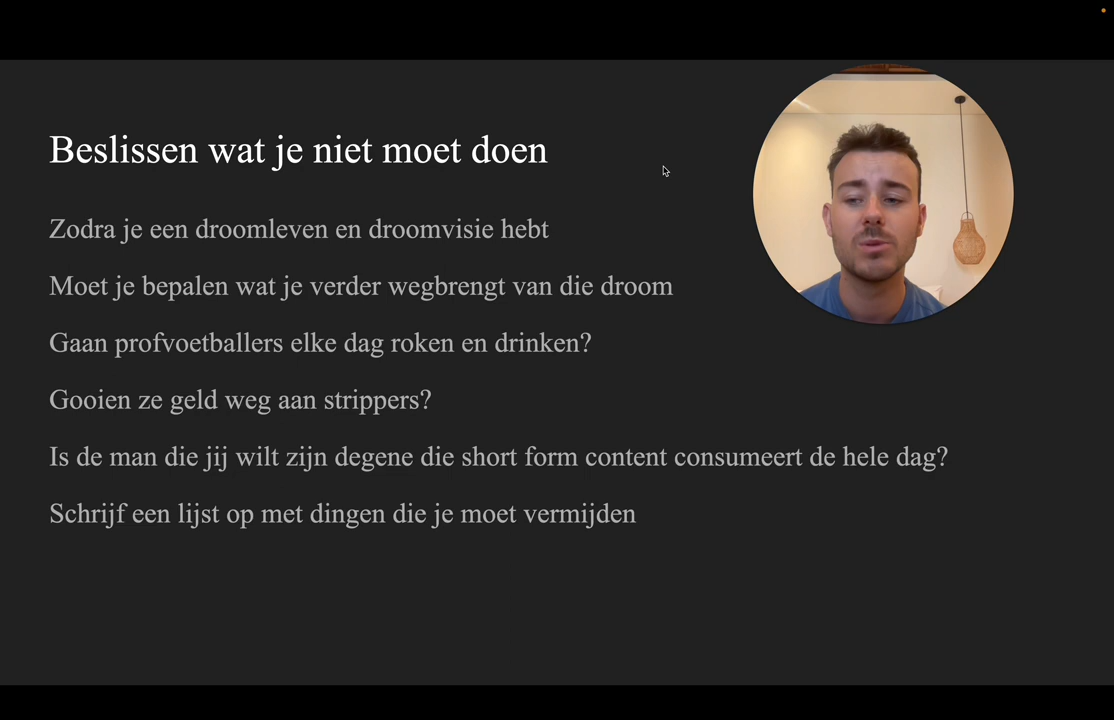 Beslissen wat je niet moet doen
Zodra je een droomleven en droomvisie hebt
Moet je bepalen wat je verder wegbrengt van die droom
Gaan profvoetballers elke dag roken en drinken?
Gooien ze geld weg aan strippers?
Is de man die jij wilt zijn degene die short form content consumeert de hele dag?
Schrijf een lijst op met dingen die je moet vermijden